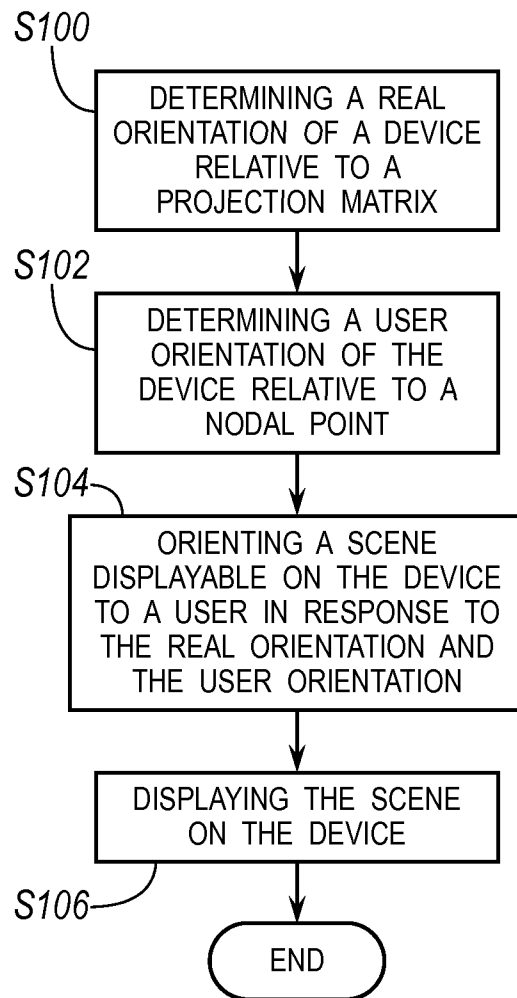 S100
DETERMINING A REAL
ORIENTATION OF A DEVICE
RELATIVE TO A
PROJECTION MATRIX
S102
DETERMINING A USER
ORIENTATION OF THE
DEVICE RELATIVE TO A
NODAL POINT
S104
ORIENTING A SCENE
DISPLAYABLE ON THE DEVICE
TO A USER IN RESPONSE TO
THE REAL ORIENTATION AND
THE USER ORIENTATION
DISPLAYING THE SCENE
ON THE DEVICE
S106
END